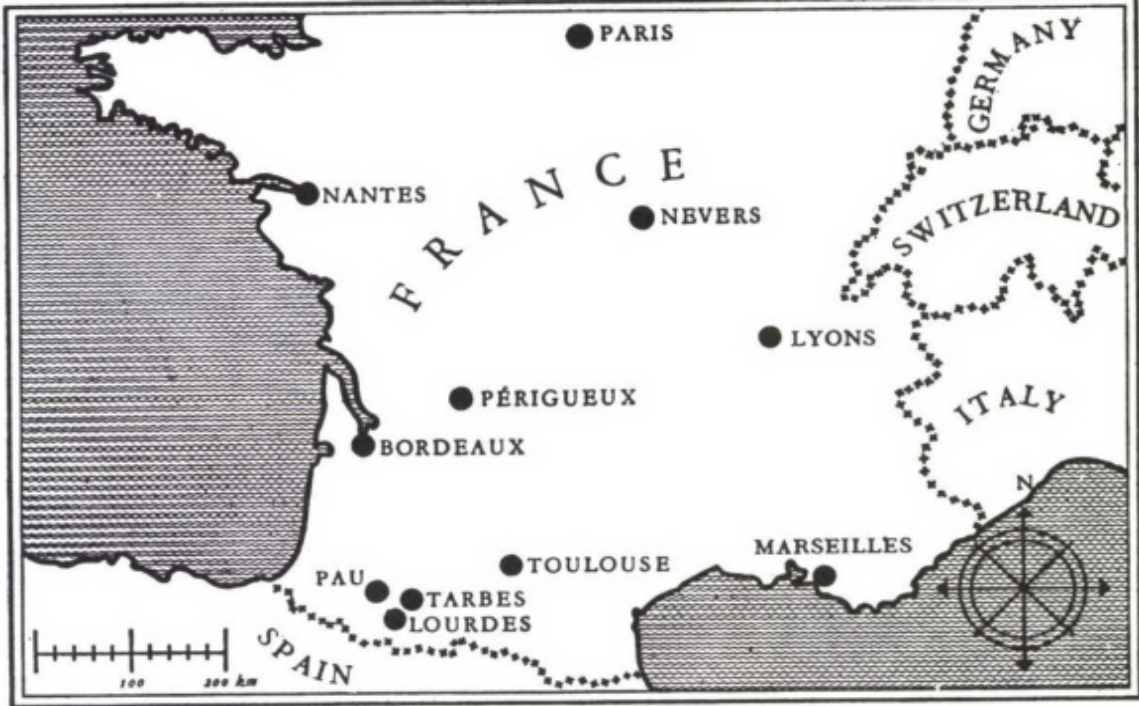 PARIS
GERMANY
FRANCE
NANTES
NEVERS
SWITZERLAND
LYONS
PÉRIGUEUX
ITALY
BORDEAUX
N
MARSEILLES
TOULOUSE
PAU
TARBES
LOURDES
SPAIN
100 200 km